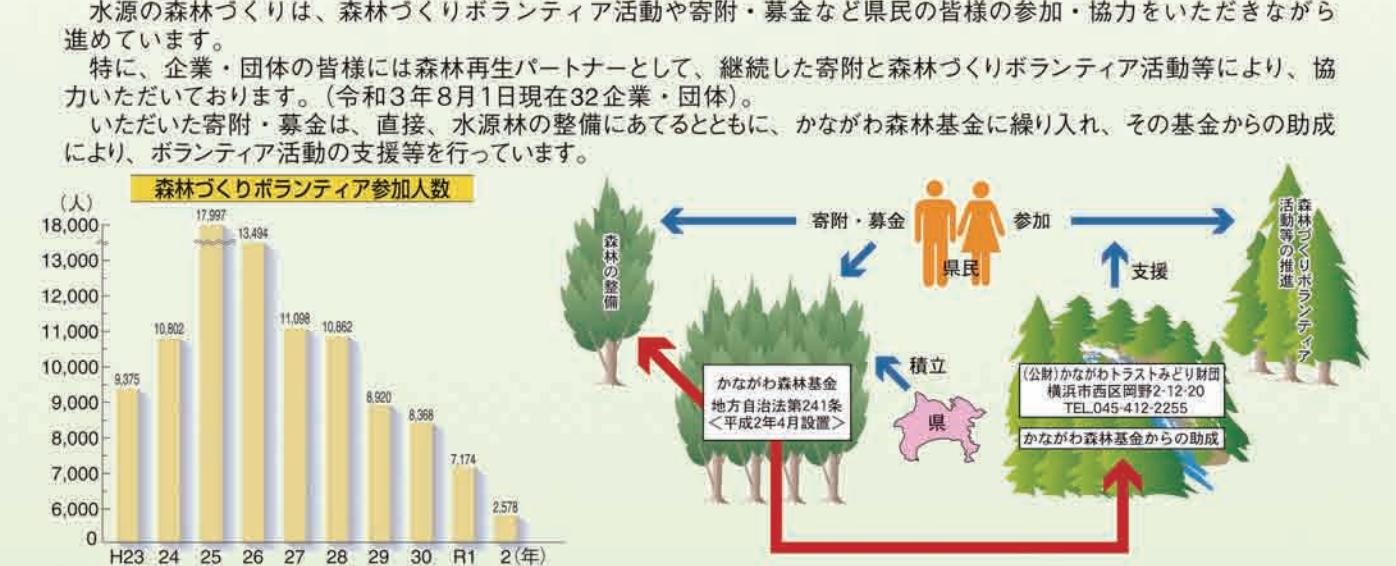 水源の森林づくりは、森林づくりボランティア活動や寄附・募金など県民の皆様の参加・協力をいただきながら
進めています。
特に、企業・団体の皆様には森林再生パートナーとして、継続した寄附と森林づくりボランティア活動等により、協
力いただいております。（令和3年8月1日現在32企業・団体）。
いただいた寄附・募金は、直接、水源林の整備にあてるとともに、かながわ森林基金に繰り入れ、その基金からの助成
により、ボランティア活動の支援等を行っています。
森林づくりボランティア参加人数
（人）
18,000
13,000
12,000
11,000
10,000
9,000
8,000
7,000
6,000
0
9,375
10,802
17,997
13,494
11,098
10,862
8,920
8,368
7,174
2,578
H23 24 25 26 27 28 29 30 R1 2（年）
森林の整備
寄附・募金
県民
参加
森林づくりボランティア
活動等の推進
支援
積立
県
かながわ森林基金
地方自治法第241条
＜平成2年4月設置＞
(公財)かながわトラストみどり財団
横浜市西区岡野2-12-20
TEL.045-412-2255
かながわ森林基金からの助成